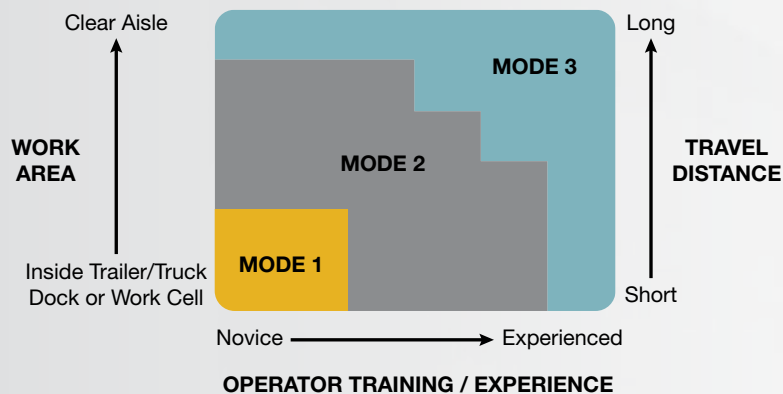 Clear Aisle
Long
MODE 3
WORK
AREA
MODE 2
TRAVEL
DISTANCE
MODE 1
Inside Trailer/Truck
Dock or Work Cell
Short
Novice
Experienced
OPERATOR TRAINING / EXPERIENCE